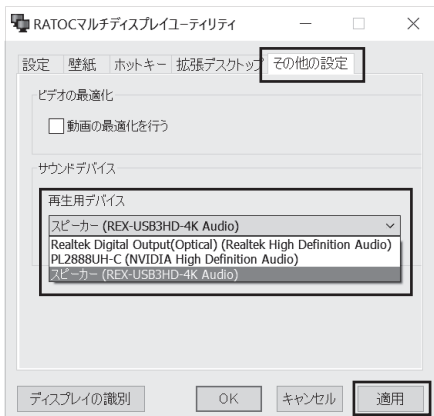 RATOCマルチディスプレイユーティリティ
設定 壁紙 ホットキー 拡張デスクトップ その他の設定
ビデオの最適化
動画の最適化を行う
サウンドデバイス
再生用デバイス
スピーカー (REX-USB3HD-4K Audio)
Realtek Digital Output(Optical) (Realtek High Definition Audio)
PL2888UH-C (NVIDIA High Definition Audio)
スピーカー (REX-USB3HD-4K Audio)
ディスプレイの識別 OK キャンセル 適用